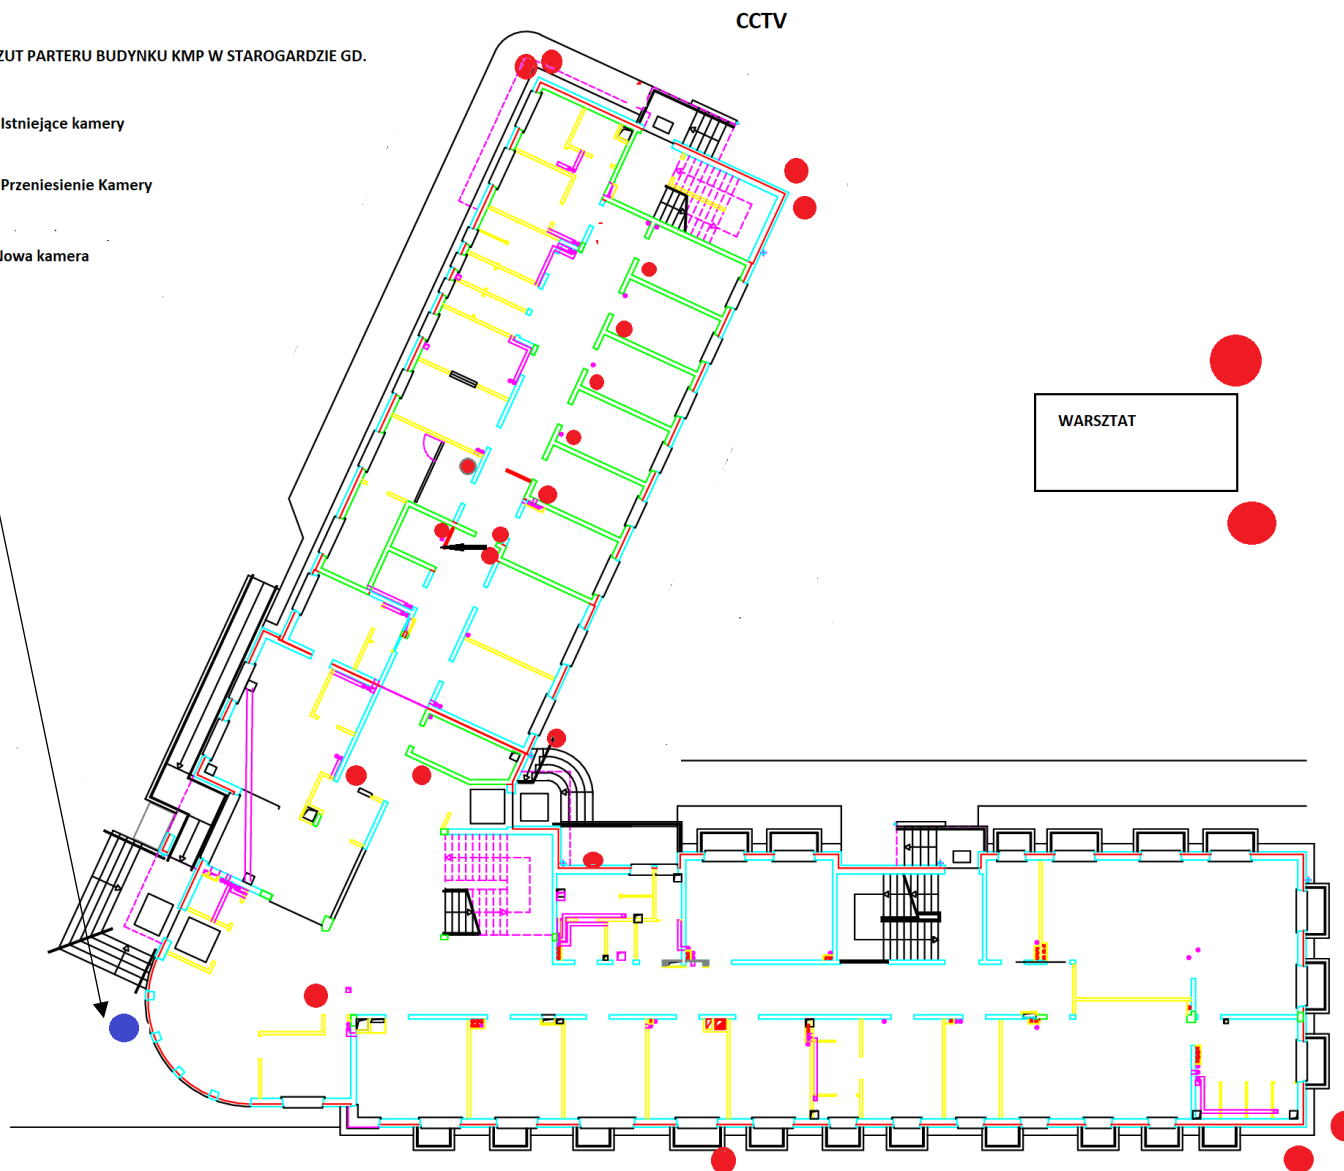 CCTV
ZUT PARTERU BUDYNKU KMP W STAROGARDZIE GD.
Istniejące kamery
Przeniesienie Kamery
Nowa kamera
WARSZTAT